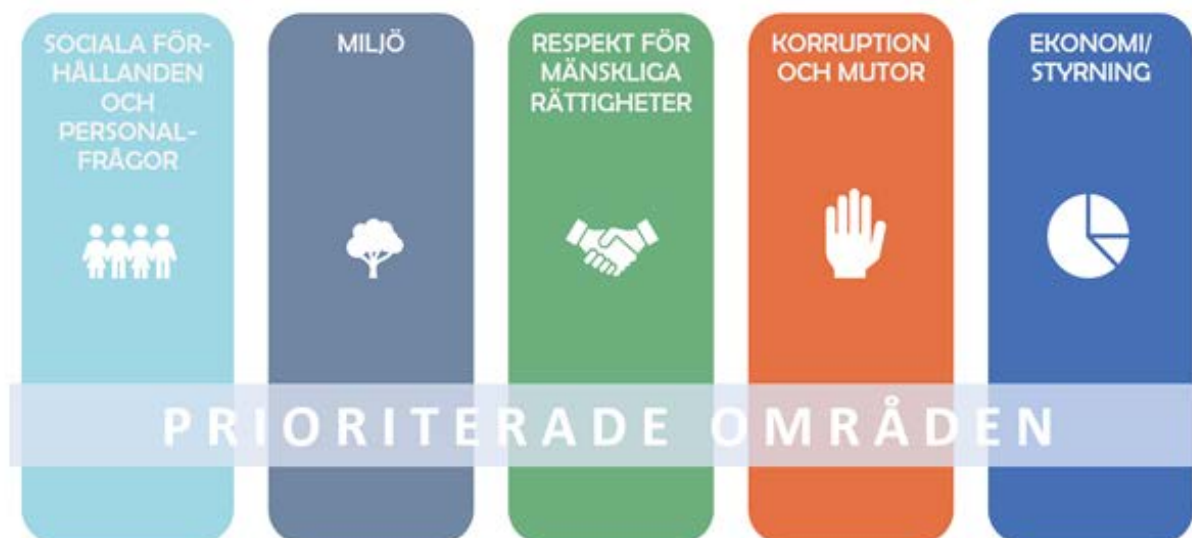 SOCIALA FÖR-
HÅLLANDEN
OCH
PERSONAL-
FRÅGOR
MILJÖ
RESPEKT FÖR
MÄNSKLIGA
RÄTTIGHETER
KORRUPTION
OCH MUTOR
EKONOMI/
STYRNING
PRIORITERADE OMRÅDEN